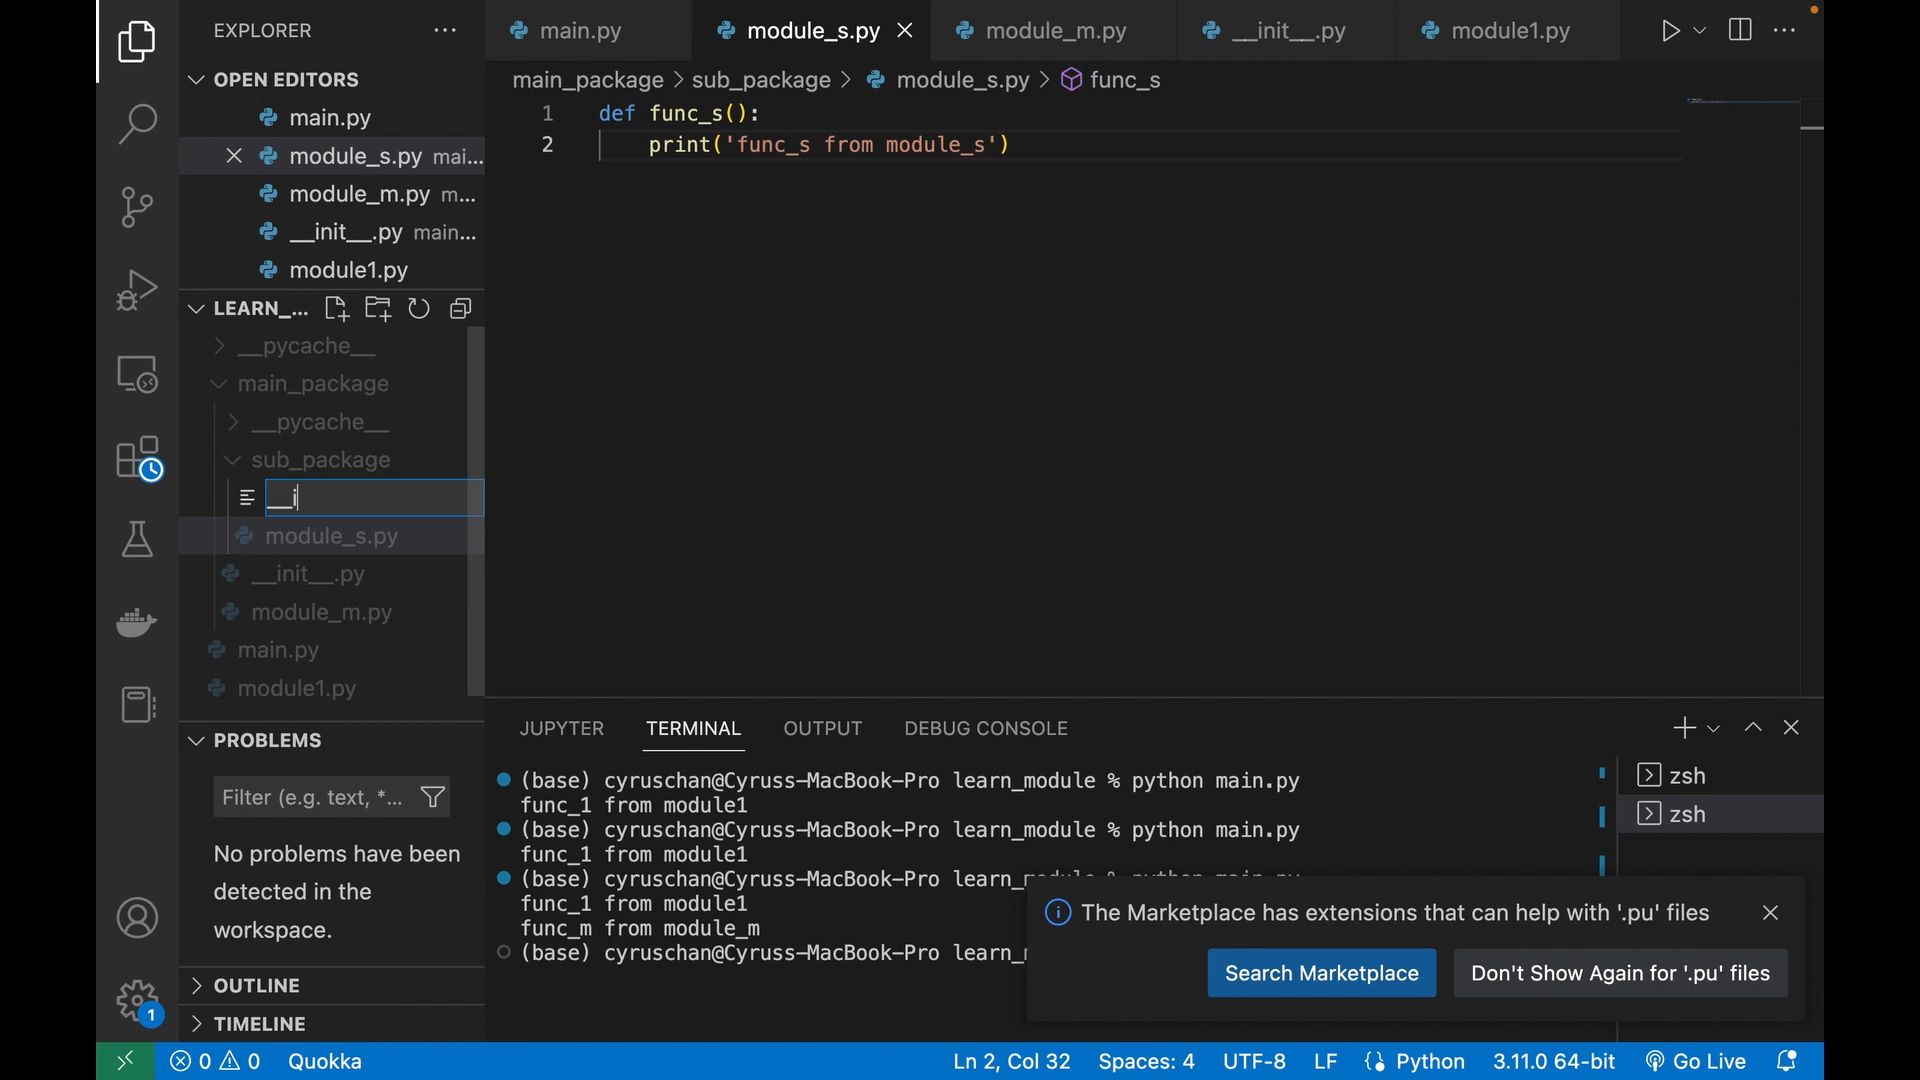 EXPLORER
main.py
module_s.py
module_m.py
__init__.py
module1.py
OPEN EDITORS
main.py
module_s.py mai...
module_m.py m...
__init__.py main...
module1.py
LEARN_...
__pycache__
main_package
__pycache__
sub_package
__i
module_s.py
__init__.py
module_m.py
main.py
module1.py
PROBLEMS
Filter (e.g. text, *...
No problems have been
detected in the
workspace.
OUTLINE
TIMELINE
main_package > sub_package > module_s.py > func_s
1 def func_s():
2     print('func_s from module_s')
JUPYTER TERMINAL OUTPUT DEBUG CONSOLE
(base) cyruschan@Cyruss-MacBook-Pro learn_module % python main.py
func_1 from module1
(base) cyruschan@Cyruss-MacBook-Pro learn_module % python main.py
func_1 from module1
(base) cyruschan@Cyruss-MacBook-Pro learn_module % python main.py
func_1 from module1
func_m from module_m
(base) cyruschan@Cyruss-MacBook-Pro learn_
zsh
zsh
The Marketplace has extensions that can help with '.pu' files
Search Marketplace
Don't Show Again for '.pu' files
1
0 0 Quokka Ln 2, Col 32 Spaces: 4 UTF-8 LF Python 3.11.0 64-bit Go Live